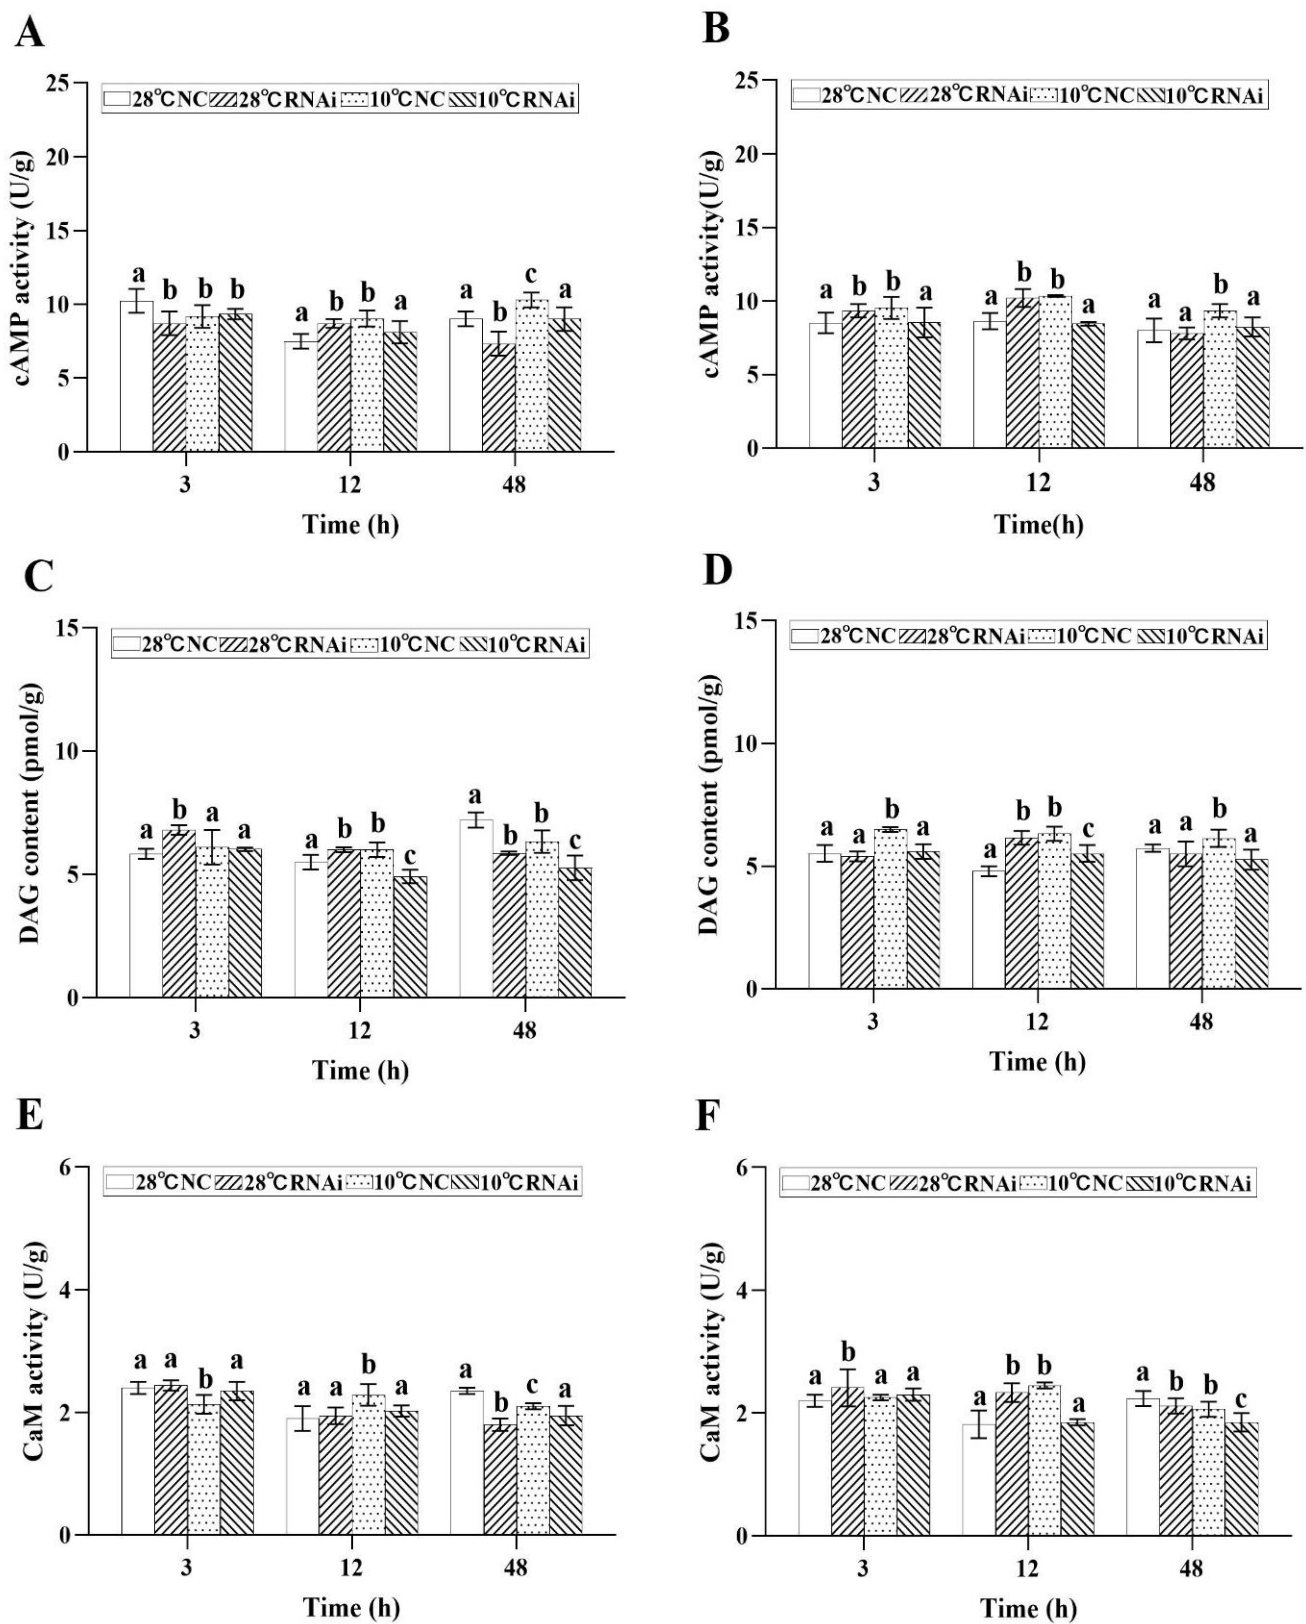 A
cAMP activity (U/g)
25
20
15
10
5
0
28℃NC 28℃RNAi 10℃NC 10℃RNAi
a b b b
a b b a
a b c a
3 12 48
Time (h)
B
cAMP activity(U/g)
25
20
15
10
5
0
28℃NC 28℃RNAi 10℃NC 10℃RNAi
a b b a
a b b a
a a b a
3 12 48
Time(h)
C
DAG content (pmol/g)
15
10
5
0
28℃NC 28℃RNAi 10℃NC 10℃RNAi
a b a a
a b b c
a b b c
3 12 48
Time (h)
D
DAG content (pmol/g)
15
10
5
0
28℃NC 28℃RNAi 10℃NC 10℃RNAi
a a b a
a b b c
a a b a
3 12 48
Time (h)
E
CaM activity (U/g)
6
4
2
0
28℃NC 28℃RNAi 10℃NC 10℃RNAi
a a b a
a a b a
a b c a
3 12 48
Time (h)
F
CaM activity (U/g)
6
4
2
0
28℃NC 28℃RNAi 10℃NC 10℃RNAi
a b a a
a b b a
a b b c
3 12 48
Time (h)